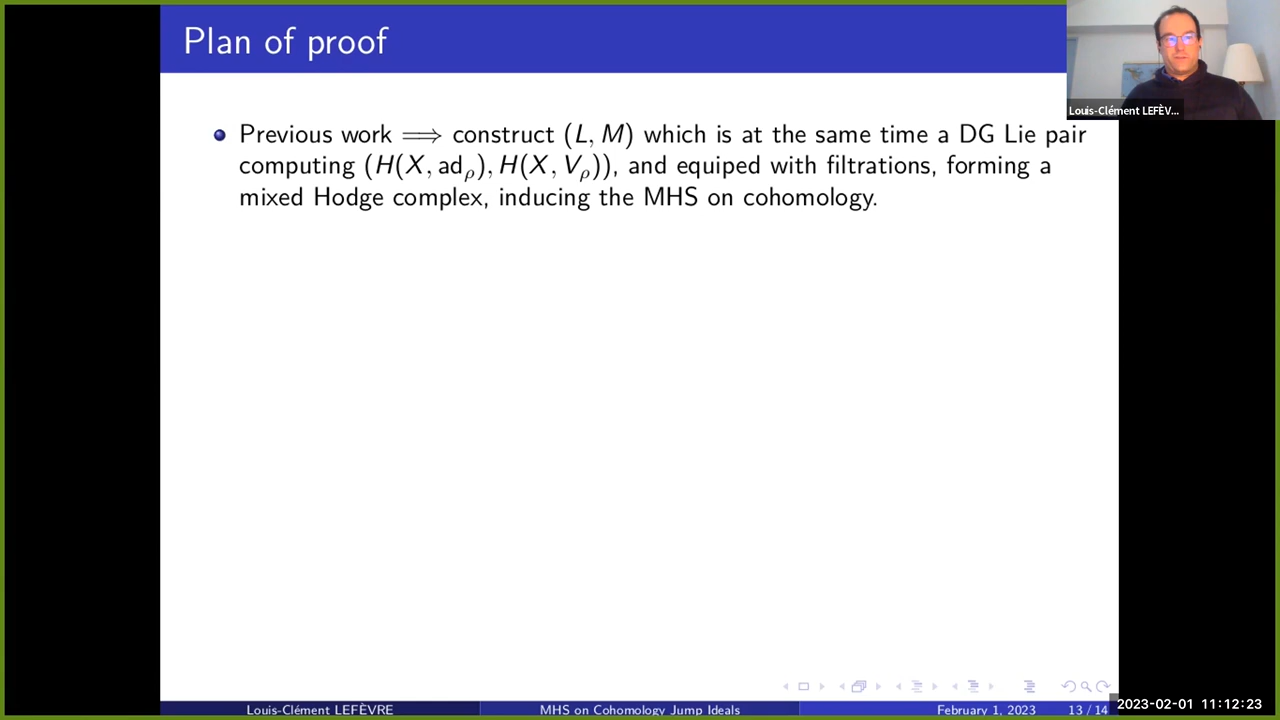 Plan of proof
Louis-Clément LEFÈV...
Previous work ⟹ construct (L, M) which is at the same time a DG Lie pair
computing (H(X, ad_ρ), H(X, V_ρ)), and equiped with filtrations, forming a
mixed Hodge complex, inducing the MHS on cohomology.
Louis-Clément LEFÈVRE
MHS on Cohomology Jump Ideals
February 1, 2023
13 / 14
2023-02-01 11:12:23